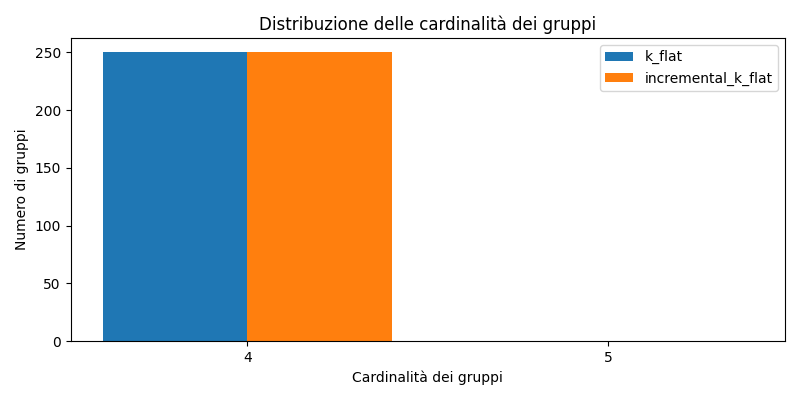 Distribuzione delle cardinalità dei gruppi
k_flat
incremental_k_flat
Numero di gruppi
250
200
150
100
50
0
4
5
Cardinalità dei gruppi